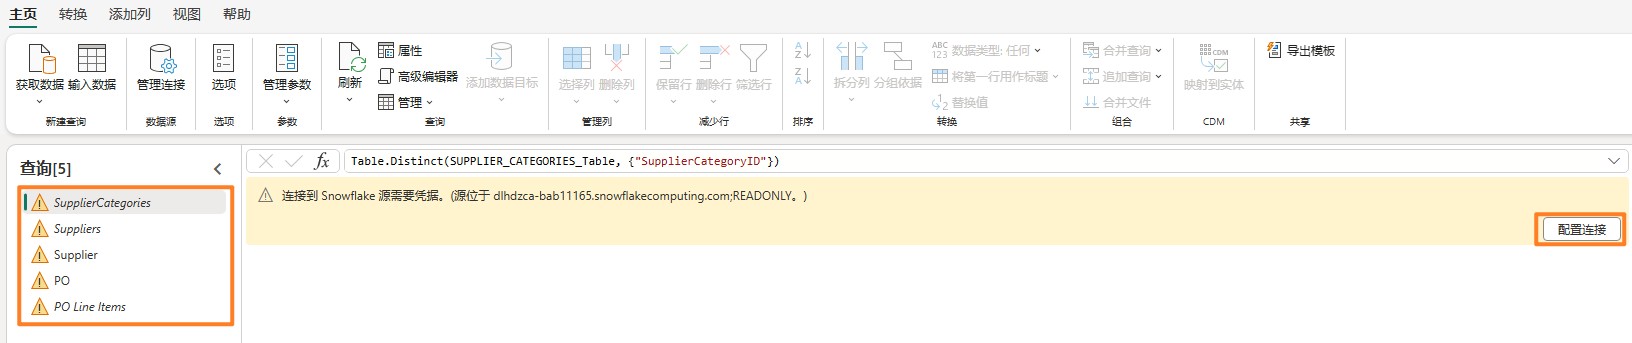 主页 转换 添加列 视图 帮助
获取数据 输入数据 管理连接 选项 管理参数 刷新 属性 高级编辑器 管理 添加数据目标 选择列 删除列 保留行 删除行 筛选行 拆分列 分组依据 数据类型: 任何 将第一行用作标题 替换值 合并查询 追加查询 合并文件 CDM 映射到实体 导出模板
新建查询 数据源 选项 参数 查询 管理列 减少行 排序 转换 组合 CDM 共享
查询[5]
fx Table.Distinct(SUPPLIER_CATEGORIES_Table, {"SupplierCategoryID"})
连接到 Snowflake 源需要凭据。(源位于 dlhdzca-bab11165.snowflakecomputing.com;READONLY。)
配置连接
SupplierCategories
Suppliers
Supplier
PO
PO Line Items